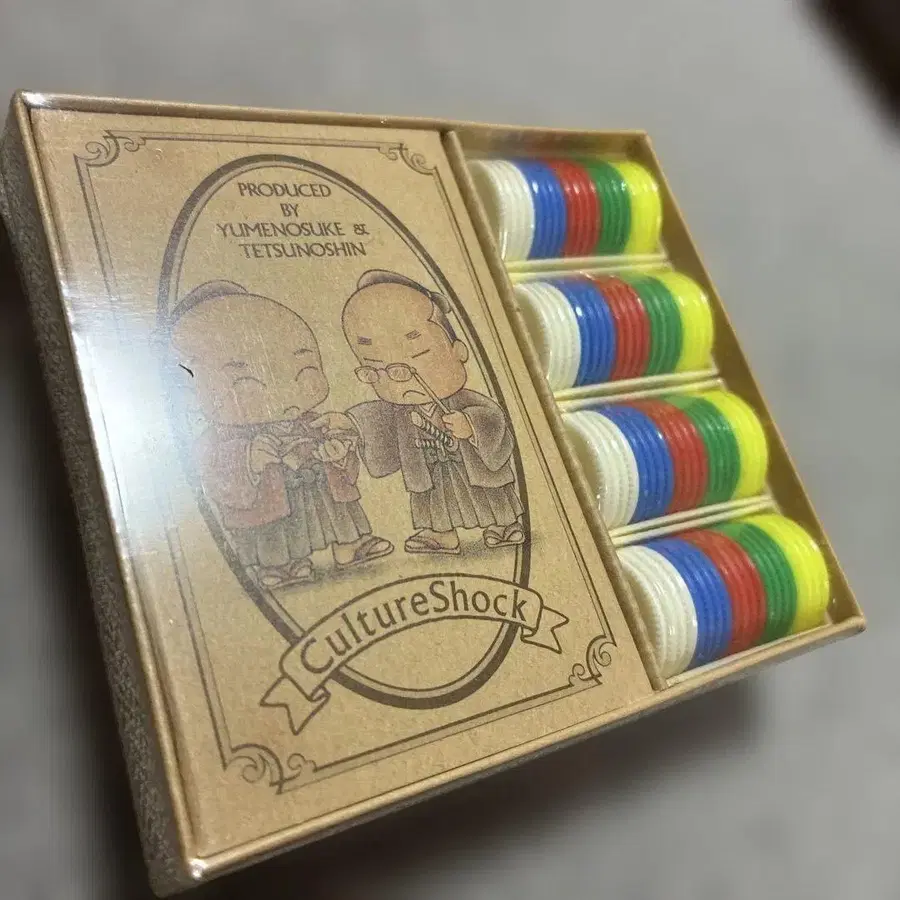 PRODUCED
BY
YUMENOSUKE &
TETSUNOSHIN
CultureShock